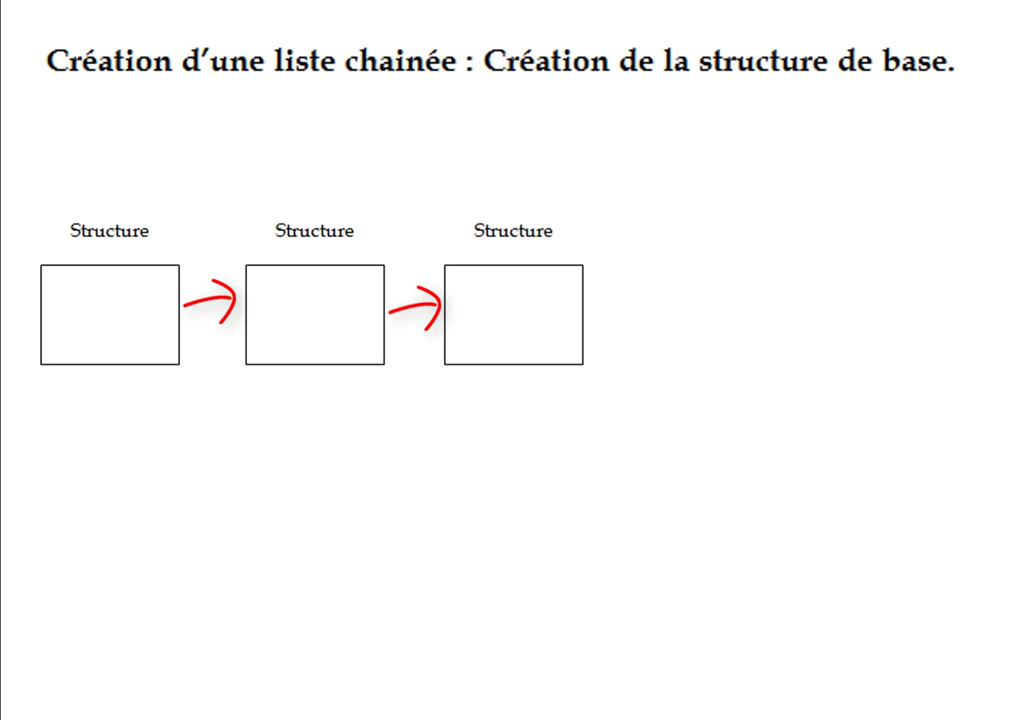 Création d’une liste chainée : Création de la structure de base.
Structure Structure Structure